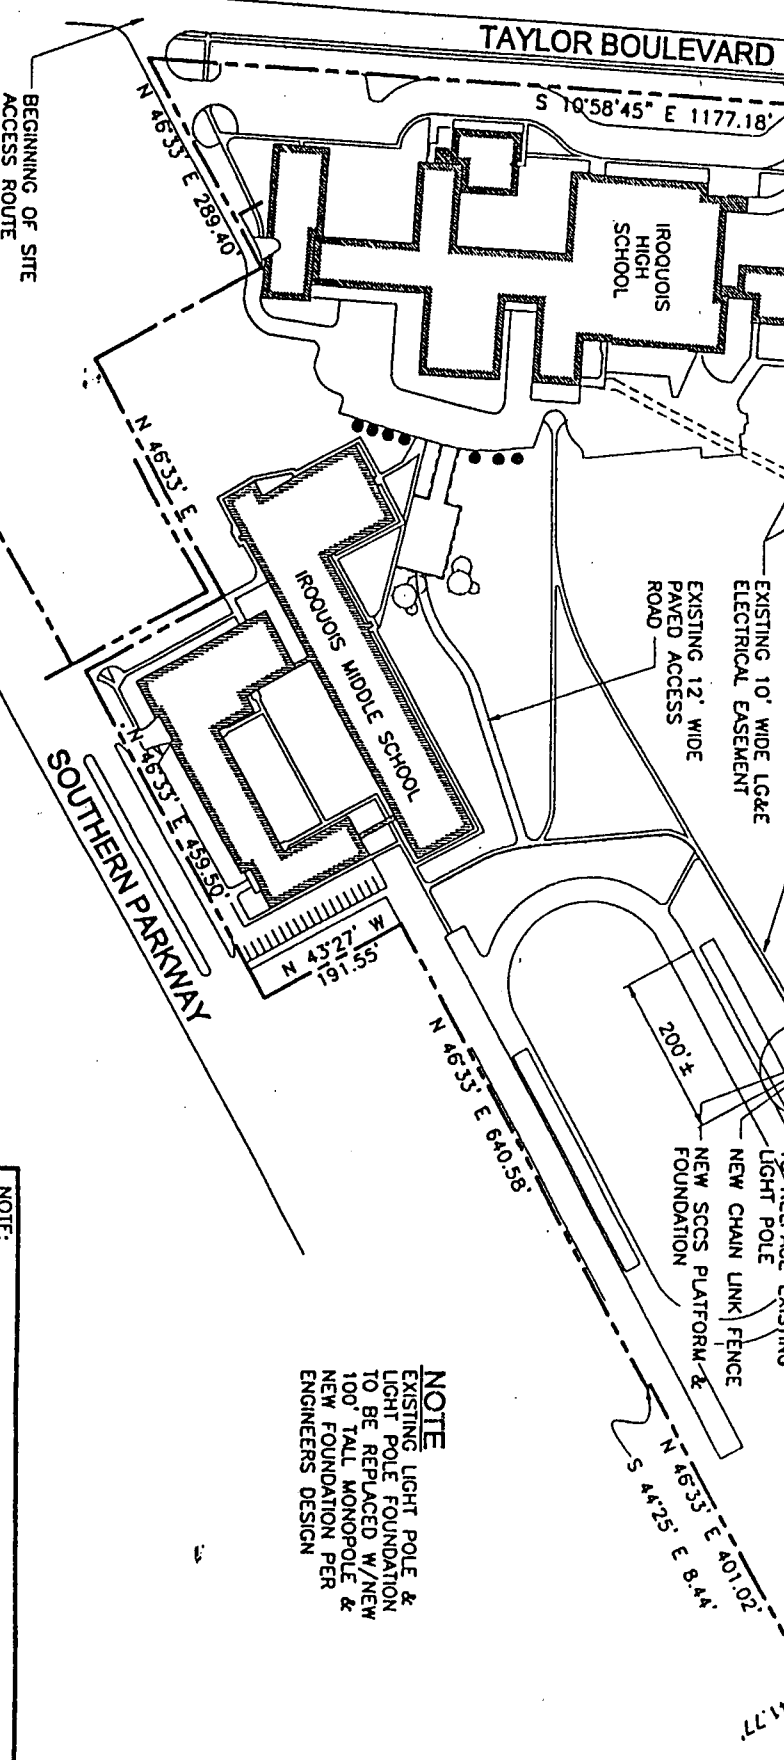 TAYLOR BOULEVARD
S 10°58'45" E 1177.18'
N 46°33' E 289.40'
BEGINNING OF SITE
ACCESS ROUTE
IROQUOIS
HIGH
SCHOOL
N 46°33' E
IROQUOIS MIDDLE SCHOOL
EXISTING 10' WIDE LG&E
ELECTRICAL EASEMENT
EXISTING 12' WIDE
PAVED ACCESS
ROAD
N 46°33' E 459.50'
SOUTHERN PARKWAY
N 43°27' W
191.55'
N 46°33' E 640.58'
200'±
EXISTING
LIGHT POLE
NEW CHAIN LINK FENCE
NEW SCCS PLATFORM &
FOUNDATION
NOTE
EXISTING LIGHT POLE &
LIGHT POLE FOUNDATION
TO BE REPLACED W/NEW
100' TALL MONOPOLE &
NEW FOUNDATION PER
ENGINEERS DESIGN
N 46°33' E 401.02'
S 44°25' E 8.44'
1.77'
NOTE: